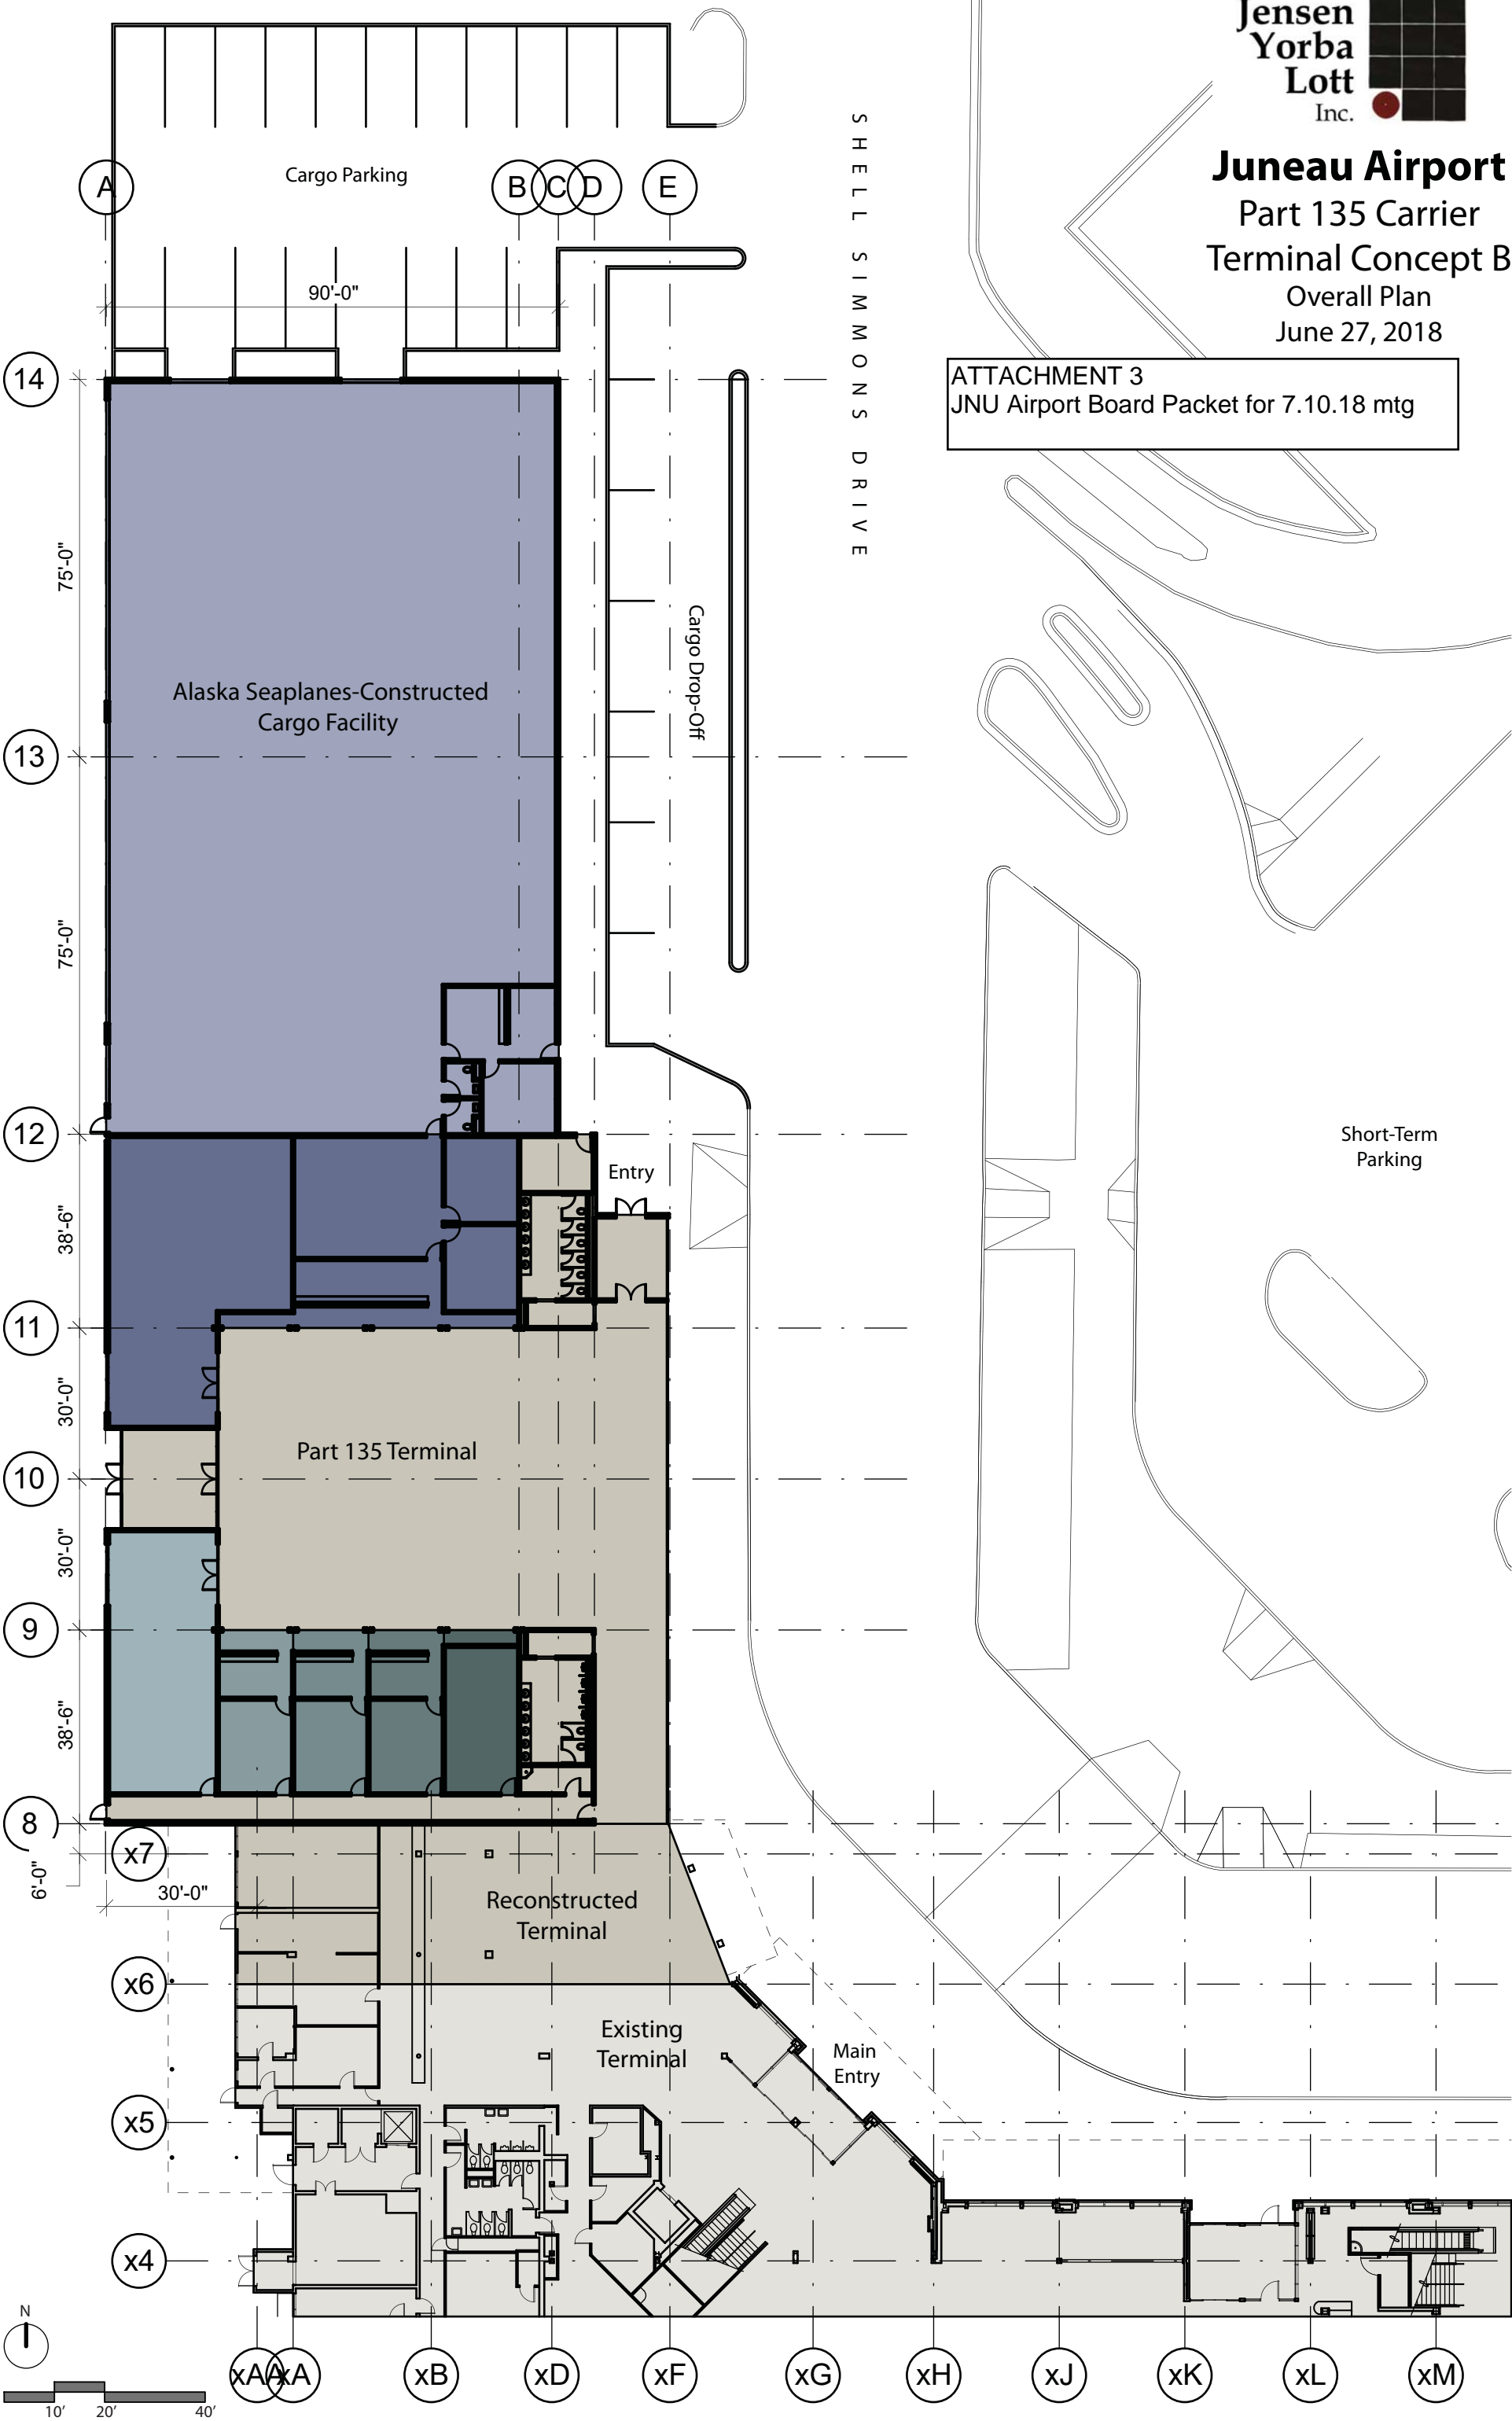 Jensen
Yorba
Lott
Inc.
Juneau Airport
Part 135 Carrier
Terminal Concept B
Overall Plan
June 27, 2018
ATTACHMENT 3
JNU Airport Board Packet for 7.10.18 mtg
Cargo Parking
A
B
C
D
E
90'-0"
SHELL SIMMONS DRIVE
14
75'-0"
Cargo Drop-Off
Alaska Seaplanes-Constructed
Cargo Facility
13
75'-0"
12
Entry
Short-Term
Parking
38'-6"
11
30'-0"
Part 135 Terminal
10
30'-0"
9
38'-6"
8
x7
6'-0"
30'-0"
Reconstructed
Terminal
x6
Existing
Terminal
Main
Entry
x5
x4
N
xAA
xA
xB
xD
xF
xG
xH
xJ
xK
xL
xM
10'
20'
40'